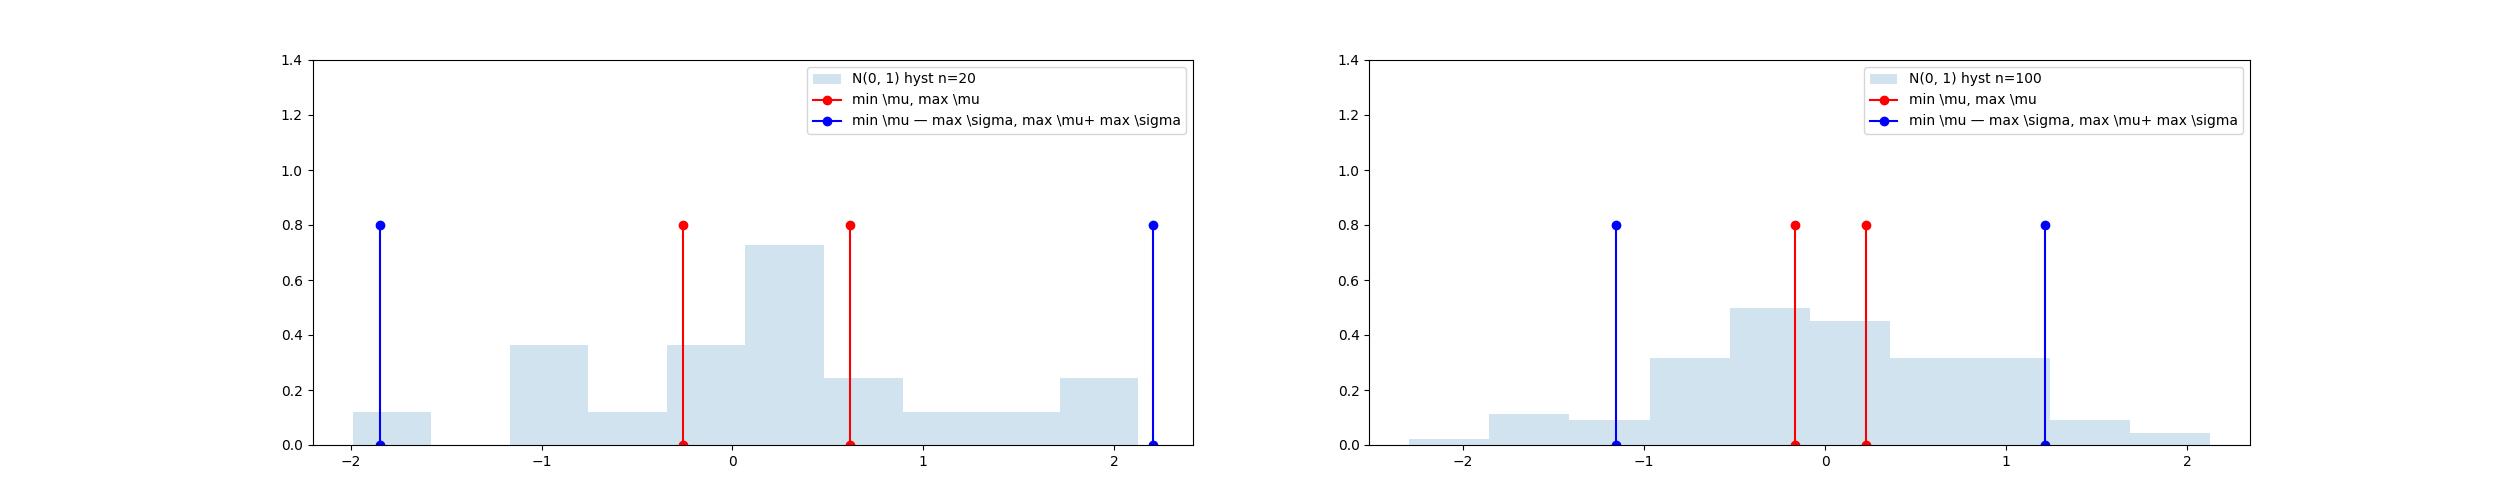 N(0, 1) hyst n=20
min \mu, max \mu
min \mu — max \sigma, max \mu+ max \sigma
1.4
1.2
1.0
0.8
0.6
0.4
0.2
0.0
−2 −1 0 1 2
N(0, 1) hyst n=100
min \mu, max \mu
min \mu — max \sigma, max \mu+ max \sigma
1.4
1.2
1.0
0.8
0.6
0.4
0.2
0.0
−2 −1 0 1 2